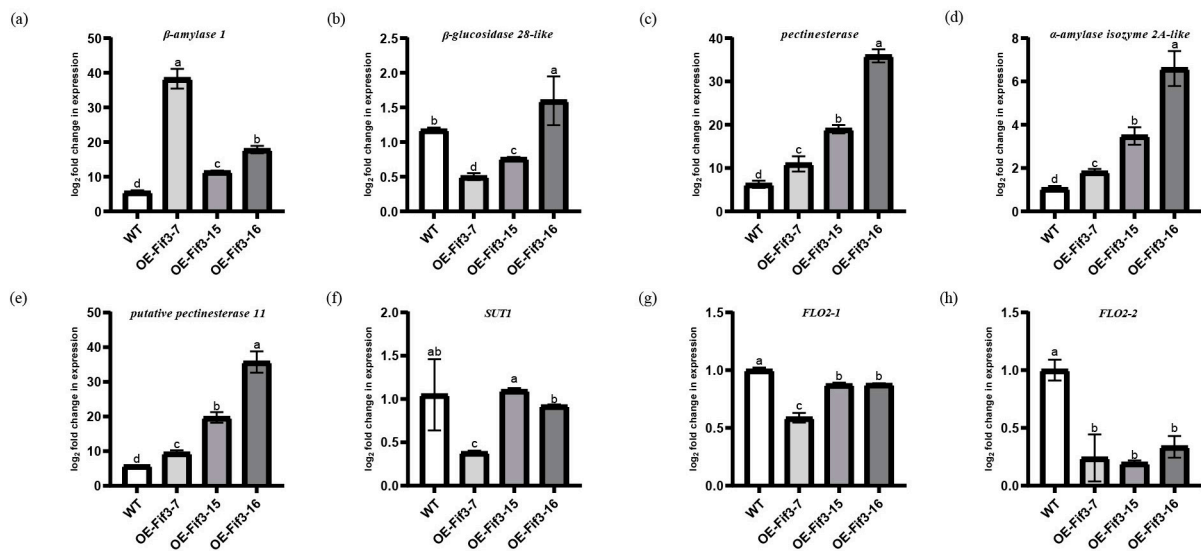 (a)
β-amylase 1
log₂ fold change in expression
50
40
30
20
10
0
d
a
c
b
WT
OE-Fif3-7
OE-Fif3-15
OE-Fif3-16
(b)
β-glucosidase 28-like
log₂ fold change in expression
2.5
2.0
1.5
1.0
0.5
0.0
b
d
c
a
WT
OE-Fif3-7
OE-Fif3-15
OE-Fif3-16
(c)
pectinesterase
log₂ fold change in expression
40
30
20
10
0
d
c
b
a
WT
OE-Fif3-7
OE-Fif3-15
OE-Fif3-16
(d)
α-amylase isozyme 2A-like
log₂ fold change in expression
8
6
4
2
0
d
c
b
a
WT
OE-Fif3-7
OE-Fif3-15
OE-Fif3-16
(e)
putative pectinesterase 11
log₂ fold change in expression
50
40
30
20
10
0
d
c
b
a
WT
OE-Fif3-7
OE-Fif3-15
OE-Fif3-16
(f)
SUT1
log₂ fold change in expression
2.0
1.5
1.0
0.5
0.0
ab
c
a
b
WT
OE-Fif3-7
OE-Fif3-15
OE-Fif3-16
(g)
FLO2-1
log₂ fold change in expression
1.5
1.0
0.5
0.0
a
c
b
b
WT
OE-Fif3-7
OE-Fif3-15
OE-Fif3-16
(h)
FLO2-2
log₂ fold change in expression
1.5
1.0
0.5
0.0
a
b
b
b
WT
OE-Fif3-7
OE-Fif3-15
OE-Fif3-16